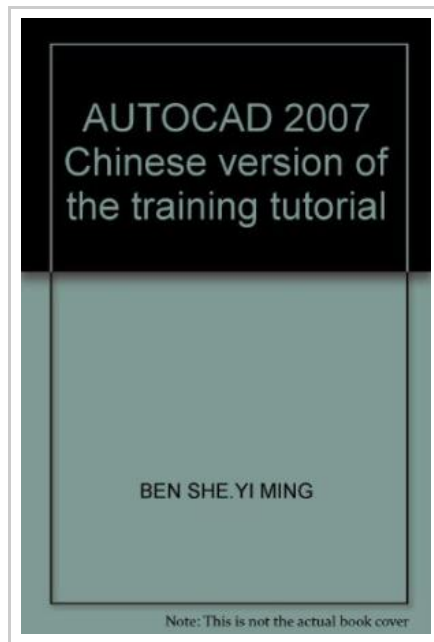 AUTOCAD 2007
Chinese version of
the training tutorial
BEN SHE.YI MING
Note: This is not the actual book cover